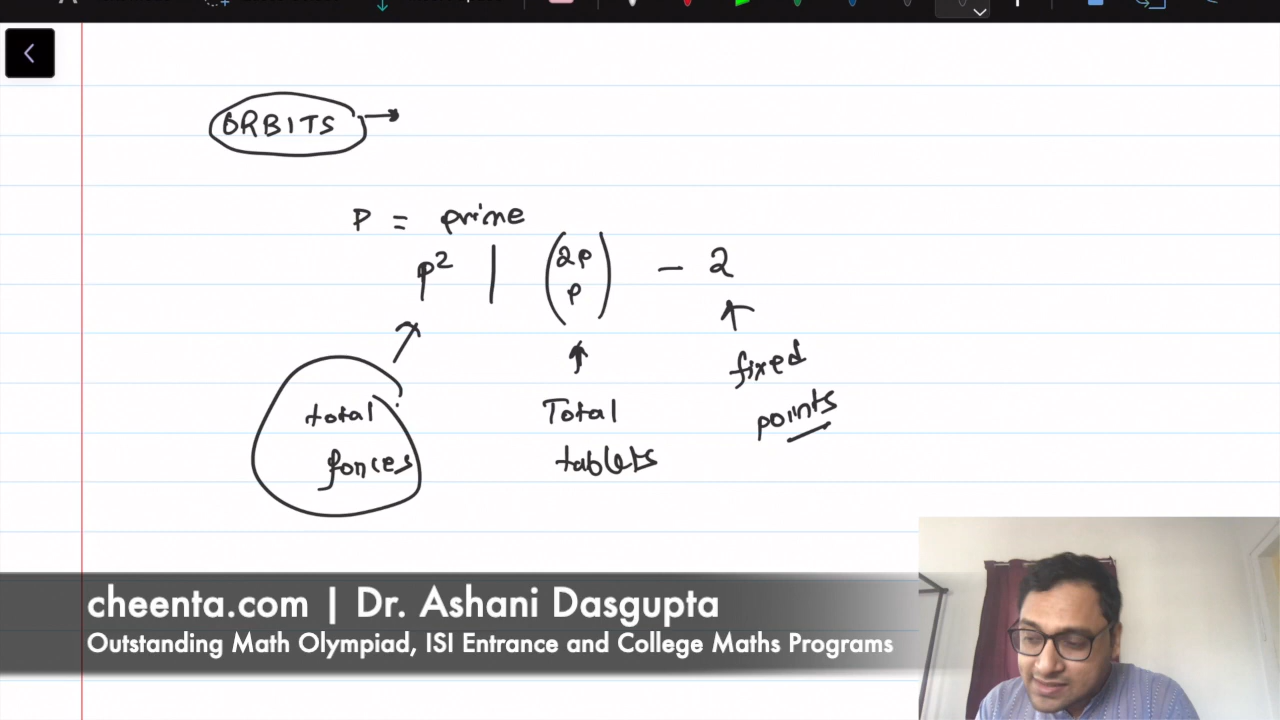 ORBITS →
P = prime
p² | (2p p) - 2
total forces
Total tablets
fixed points
cheenta.com | Dr. Ashani Dasgupta
Outstanding Math Olympiad, ISI Entrance and College Maths Programs